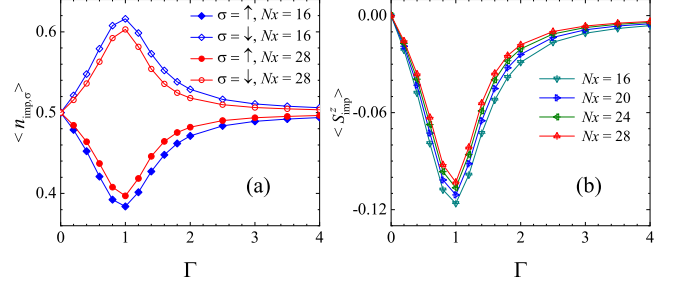 0.6
0.5
0.4
< n_imp,σ >
σ = ↑, Nx = 16
σ = ↓, Nx = 16
σ = ↑, Nx = 28
σ = ↓, Nx = 28
(a)
0 1 2 3 4
Γ
0.00
-0.06
-0.12
< S^z_imp >
Nx = 16
Nx = 20
Nx = 24
Nx = 28
(b)
0 1 2 3 4
Γ